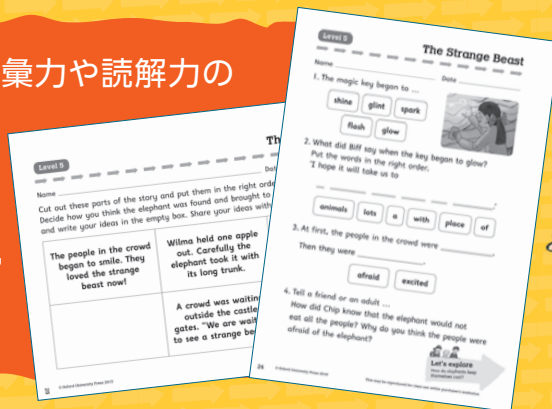 彙力や読解力の
Level 5
Name
Cut out these parts of the story and put them in the right
Decide how you think the elephant was found and brought to
and write your ideas in the empty box. Share your ideas with
The people in the crowd
began to smile. They
loved the strange
beast now!
Wilma held one apple
out. Carefully the
elephant took it with
its long trunk.
A crowd was
outside the castle
gates. "We are
to see a strange
© Oxford University Press
Level 5
The Strange Beast
Name
Date
1. The magic key began to ...
shine
glint
spark
flash
glow
2. What did Biff say when the key began to glow?
Put the words in the right order.
"I hope it will take us to
animals
lots
a
with
place
of
3. At first, the people in the crowd were
Then they were
afraid
excited
4. Tell a friend or an adult ...
How did Chip know that the elephant would not
eat all the people? Why do you think the people were
afraid of the elephant?
Let's explore
How do elephants keep
themselves cool?
© Oxford University Press